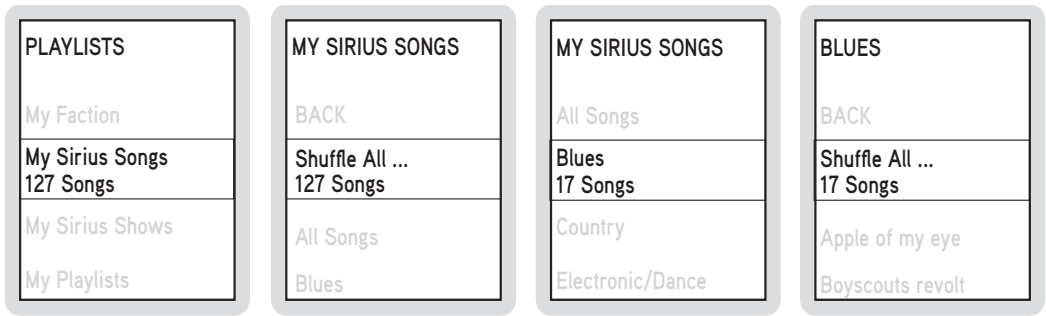 PLAYLISTS
My Faction
My Sirius Songs
127 Songs
My Sirius Shows
My Playlists
MY SIRIUS SONGS
BACK
Shuffle All ...
127 Songs
All Songs
Blues
MY SIRIUS SONGS
All Songs
Blues
17 Songs
Country
Electronic/Dance
BLUES
BACK
Shuffle All ...
17 Songs
Apple of my eye
Boyscouts revolt